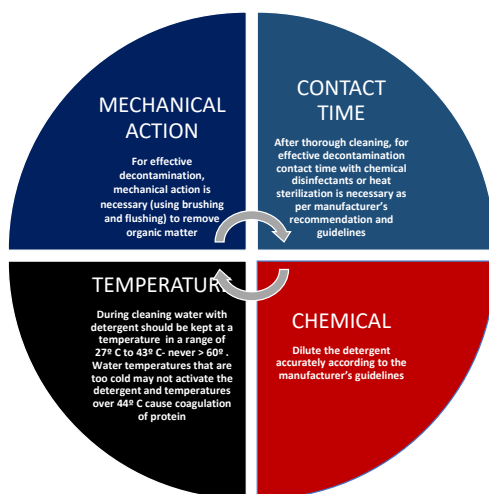 MECHANICAL
ACTION
For effective
decontamination,
mechanical action is
necessary (using brushing
and flushing) to remove
organic matter
CONTACT
TIME
After thorough cleaning, for
effective decontamination
contact time with chemical
disinfectants or heat
sterilization is necessary as
per manufacturer's
recommendation and
guidelines
TEMPERATURE
During cleaning water with
detergent should be kept at a
temperature in a range of
27º C to 43º C- never > 60º .
Water temperatures that are
too cold may not activate the
detergent and temperatures
over 44º C cause coagulation
of protein
CHEMICAL
Dilute the detergent
accurately according to the
manufacturer's guidelines